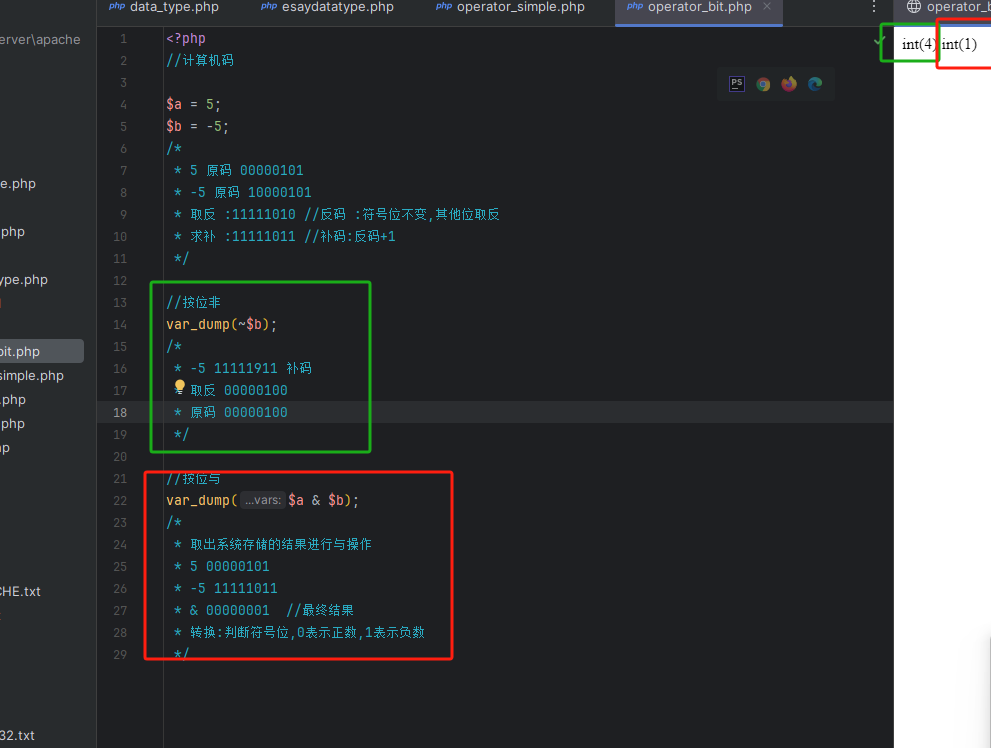 php data_type.php php esaydatatype.php php operator_simple.php php operator_bit.php operator_b
erver\apache
e.php
.php
ype.php
bit.php
simple.php
.php
.php
hp
CHE.txt
32.txt
1 <?php
2 //计算机码
3
4 $a = 5;
5 $b = -5;
6 /*
7 * 5 原码 00000101
8 * -5 原码 10000101
9 * 取反 :11111010 //反码 :符号位不变,其他位取反
10 * 求补 :11111011 //补码:反码+1
11 */
12
13 //按位非
14 var_dump(~$b);
15 /*
16 * -5 11111911 补码
17 取反 00000100
18 * 原码 00000100
19 */
20
21 //按位与
22 var_dump( ...vars: $a & $b);
23 /*
24 * 取出系统存储的结果进行与操作
25 * 5 00000101
26 * -5 11111011
27 * & 00000001 //最终结果
28 * 转换:判断符号位,0表示正数,1表示负数
29 */
PS
int(4) int(1)